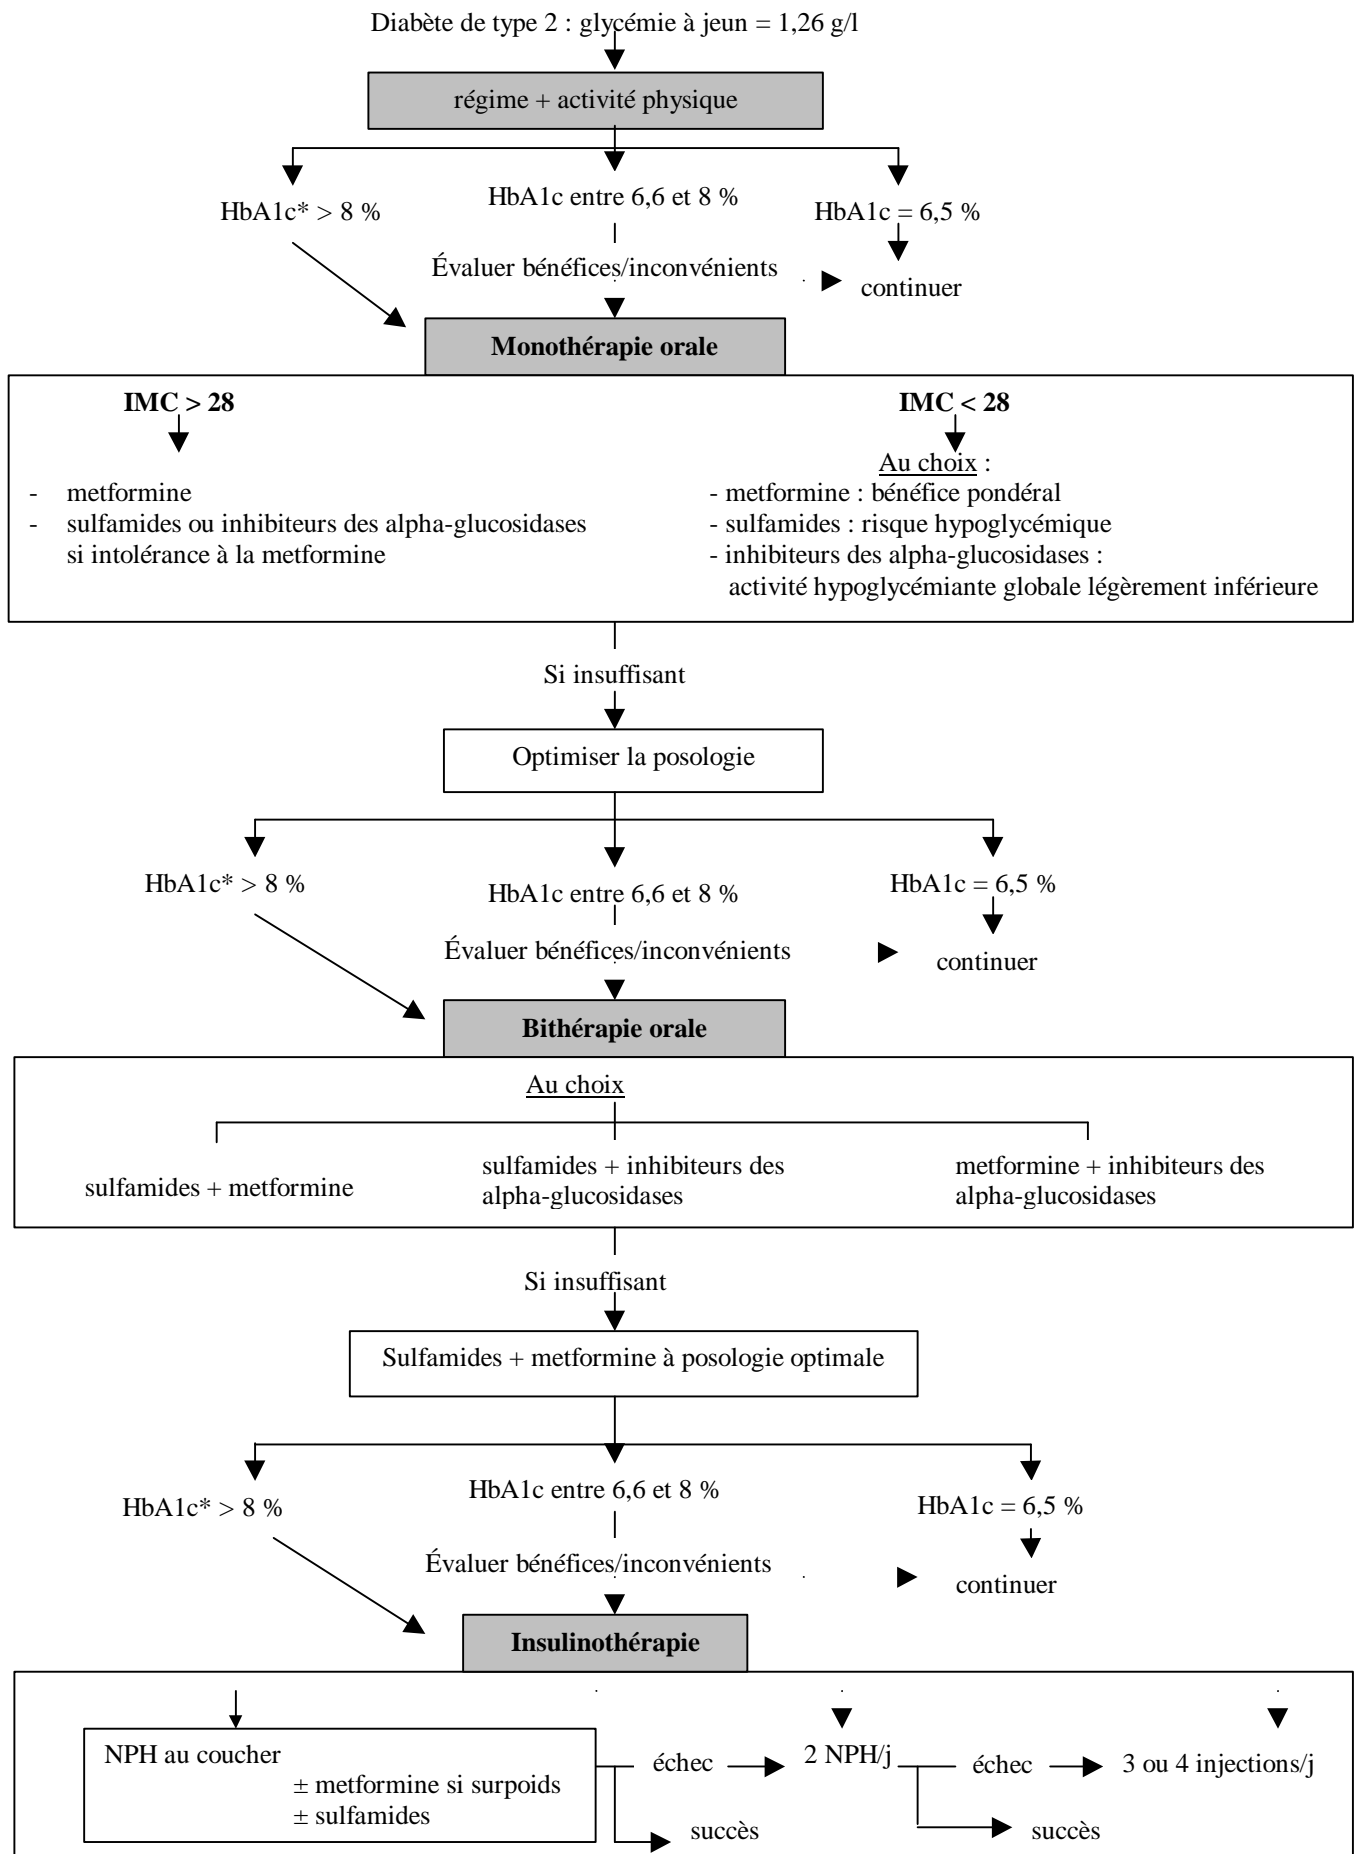 Diabète de type 2 : glycémie à jeun = 1,26 g/l
régime + activité physique
HbA1c* > 8 %
HbA1c entre 6,6 et 8 %
HbA1c = 6,5 %
Évaluer bénéfices/inconvénients
continuer
Monothérapie orale
IMC > 28
- metformine
- sulfamides ou inhibiteurs des alpha-glucosidases
si intolérance à la metformine
IMC < 28
Au choix :
- metformine : bénéfice pondéral
- sulfamides : risque hypoglycémique
- inhibiteurs des alpha-glucosidases :
activité hypoglycémiante globale légèrement inférieure
Si insuffisant
Optimiser la posologie
HbA1c* > 8 %
HbA1c entre 6,6 et 8 %
HbA1c = 6,5 %
Évaluer bénéfices/inconvénients
continuer
Bithérapie orale
Au choix
sulfamides + metformine
sulfamides + inhibiteurs des
alpha-glucosidases
metformine + inhibiteurs des
alpha-glucosidases
Si insuffisant
Sulfamides + metformine à posologie optimale
HbA1c* > 8 %
HbA1c entre 6,6 et 8 %
HbA1c = 6,5 %
Évaluer bénéfices/inconvénients
continuer
Insulinothérapie
NPH au coucher
± metformine si surpoids
± sulfamides
échec
succès
2 NPH/j
échec
succès
3 ou 4 injections/j